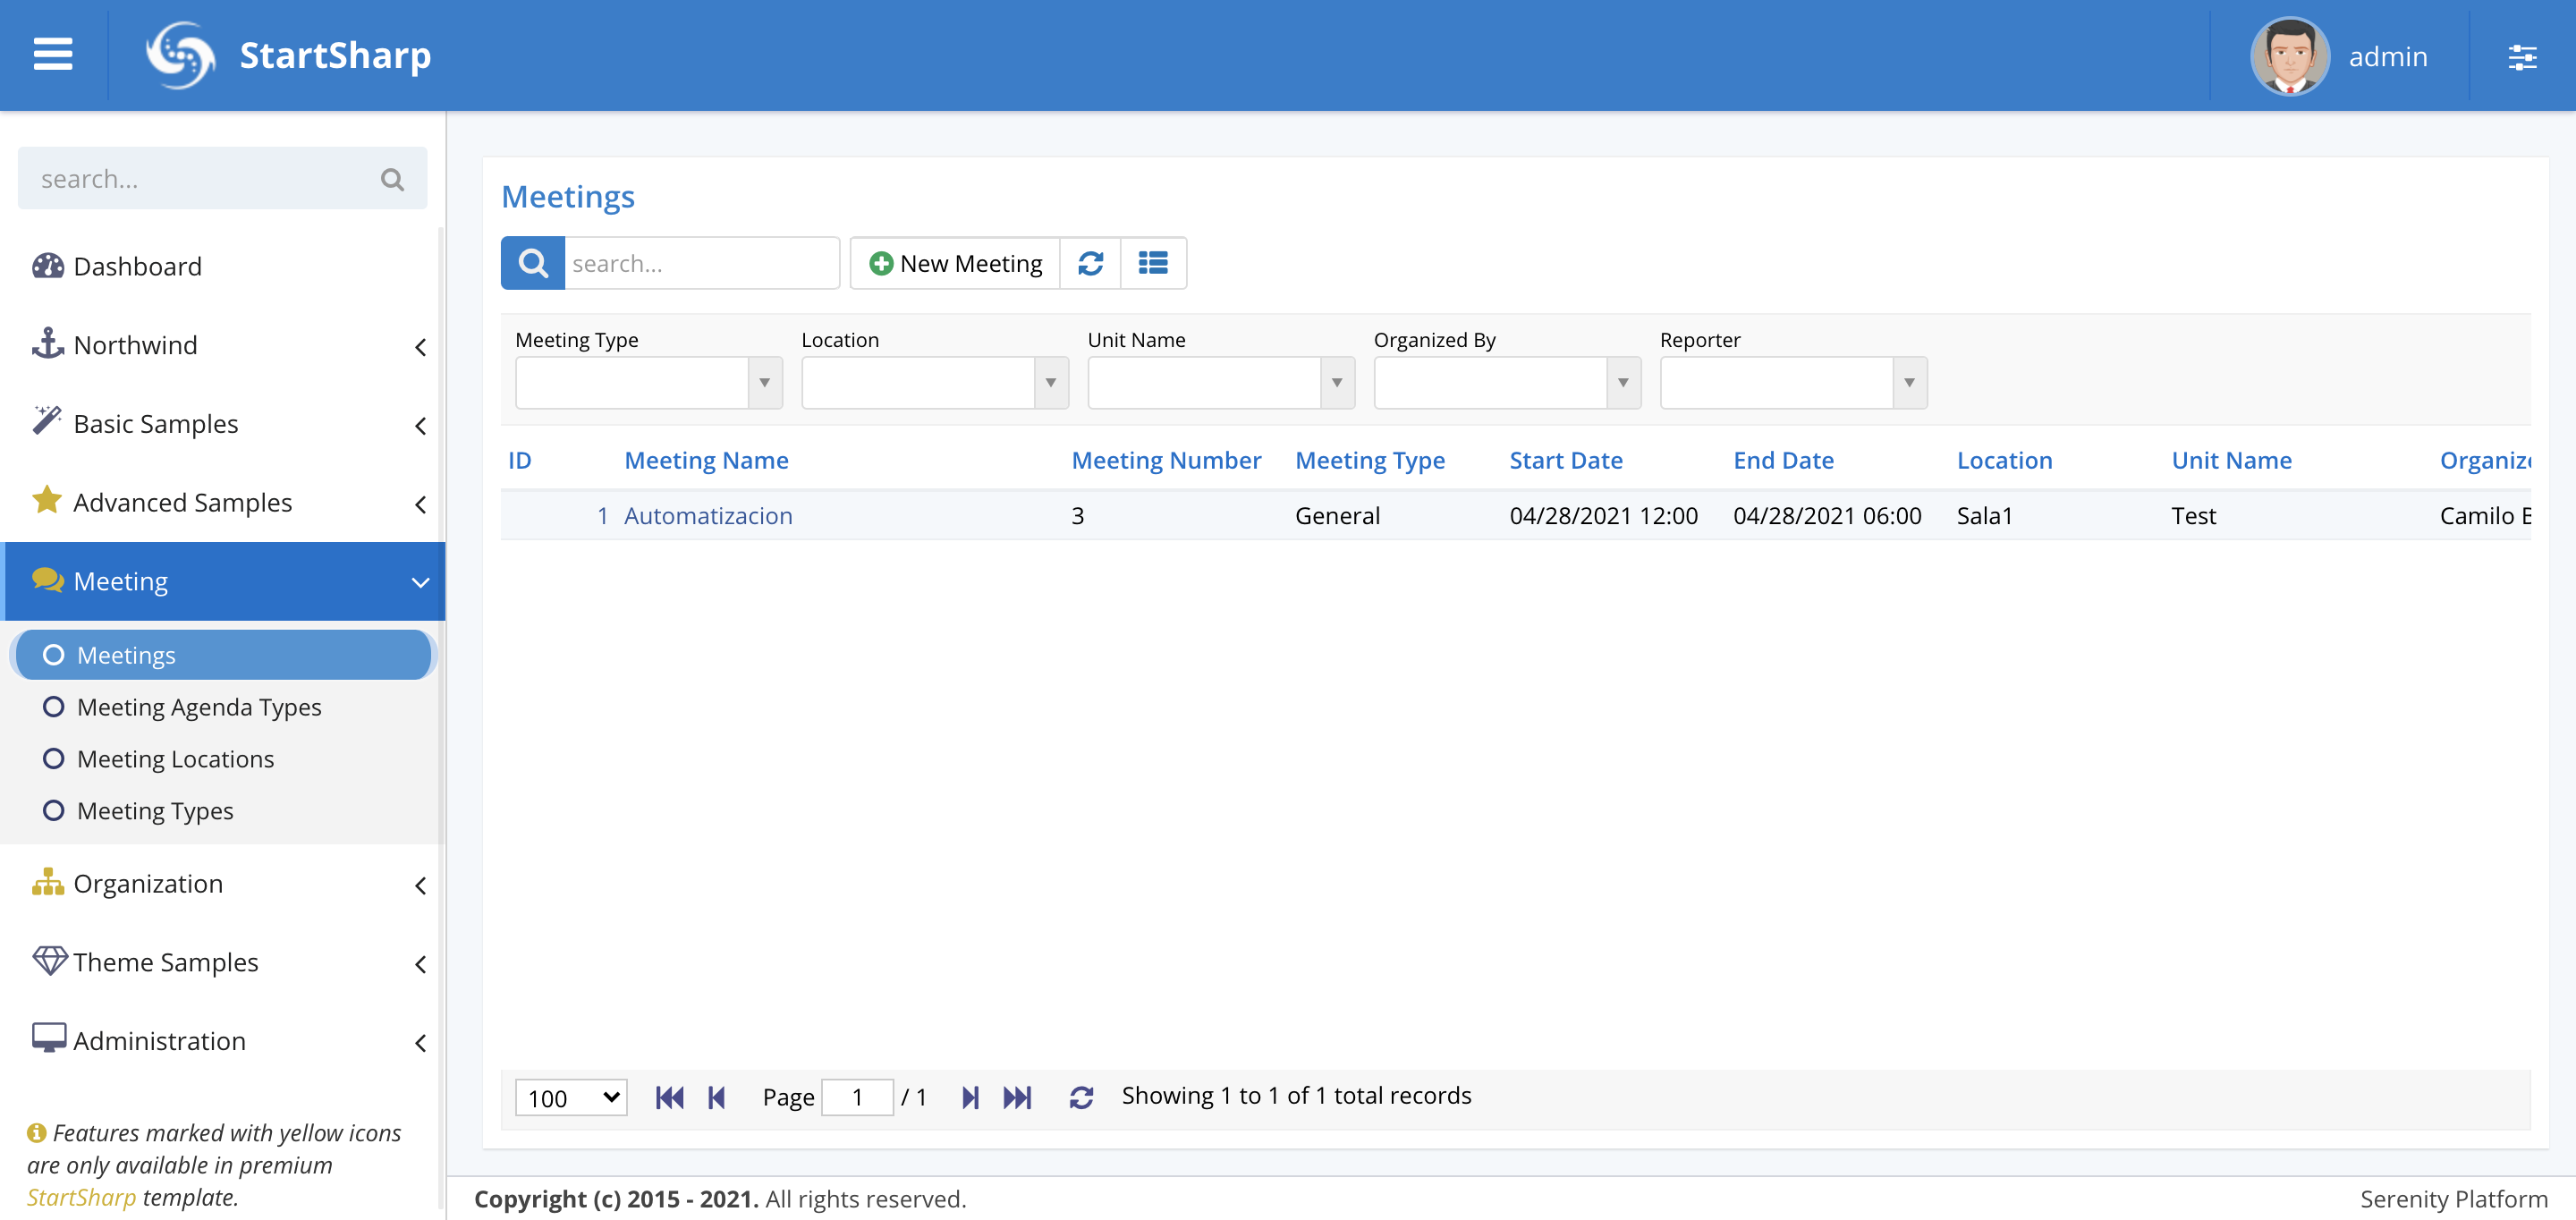 StartSharp
admin
search...
Dashboard
Northwind
Basic Samples
Advanced Samples
Meeting
Meetings
Meeting Agenda Types
Meeting Locations
Meeting Types
Organization
Theme Samples
Administration
Features marked with yellow icons
are only available in premium
StartSharp template.
Meetings
search... New Meeting
Meeting Type Location Unit Name Organized By Reporter
ID Meeting Name Meeting Number Meeting Type Start Date End Date Location Unit Name Organize
1 Automatizacion 3 General 04/28/2021 12:00 04/28/2021 06:00 Sala1 Test Camilo B
100 Page 1 / 1 Showing 1 to 1 of 1 total records
Copyright (c) 2015 - 2021. All rights reserved. Serenity Platform